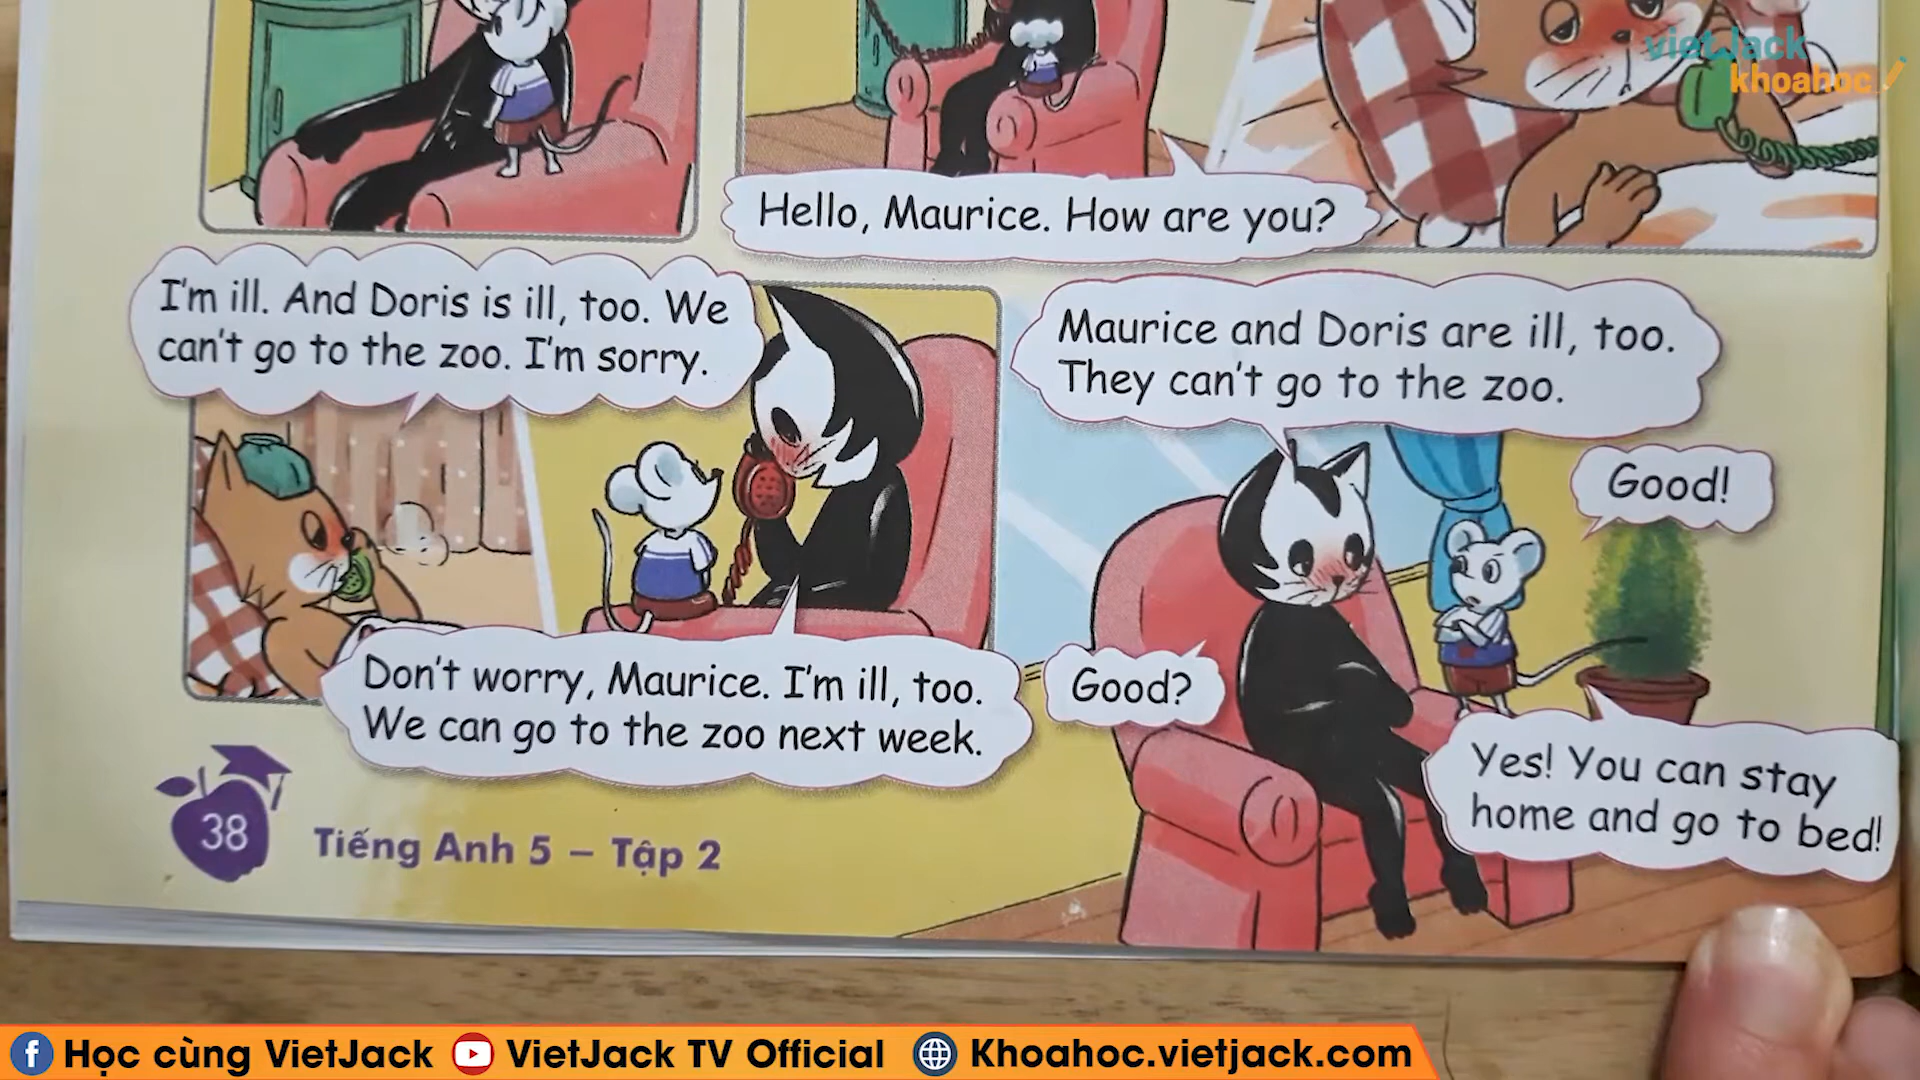 vietJack
khoahoc
Hello, Maurice. How are you?
I'm ill. And Doris is ill, too. We
can't go to the zoo. I'm sorry.
Maurice and Doris are ill, too.
They can't go to the zoo.
Good!
Don't worry, Maurice. I'm ill, too.
We can go to the zoo next week.
Good?
Yes! You can stay
home and go to bed!
38
Tiếng Anh 5 – Tập 2
Học cùng VietJack
VietJack TV Official
Khoahoc.vietjack.com